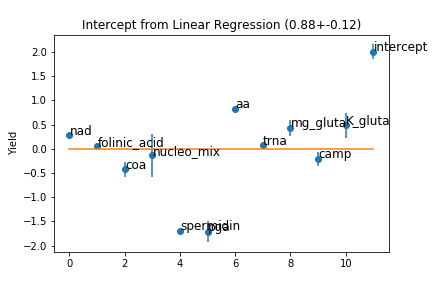 Intercept from Linear Regression (0.88+-0.12)
Yield
2.0
1.5
1.0
0.5
0.0
−0.5
−1.0
−1.5
−2.0
intercept
aa
mg_gluta
K_gluta
nad
folinic_acid
trna
nucleo_mix
camp
coa
spermidin
pga
0
2
4
6
8
10